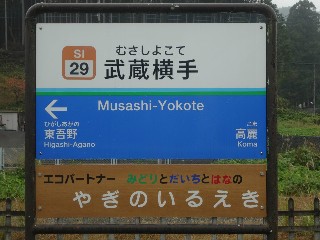 SI
29
むさしよこて
武蔵横手
Musashi-Yokote
ひがしあがの
東吾野
Higashi-Agano
こま
高麗
Koma
エコパートナー みどりとだいちとはなの
やぎのいるえき